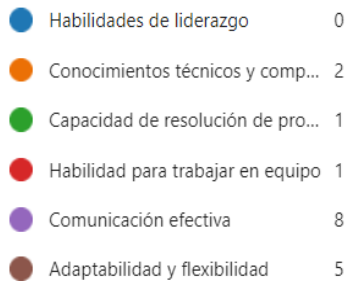 Habilidades de liderazgo 0
Conocimientos técnicos y comp... 2
Capacidad de resolución de pro... 1
Habilidad para trabajar en equipo 1
Comunicación efectiva 8
Adaptabilidad y flexibilidad 5